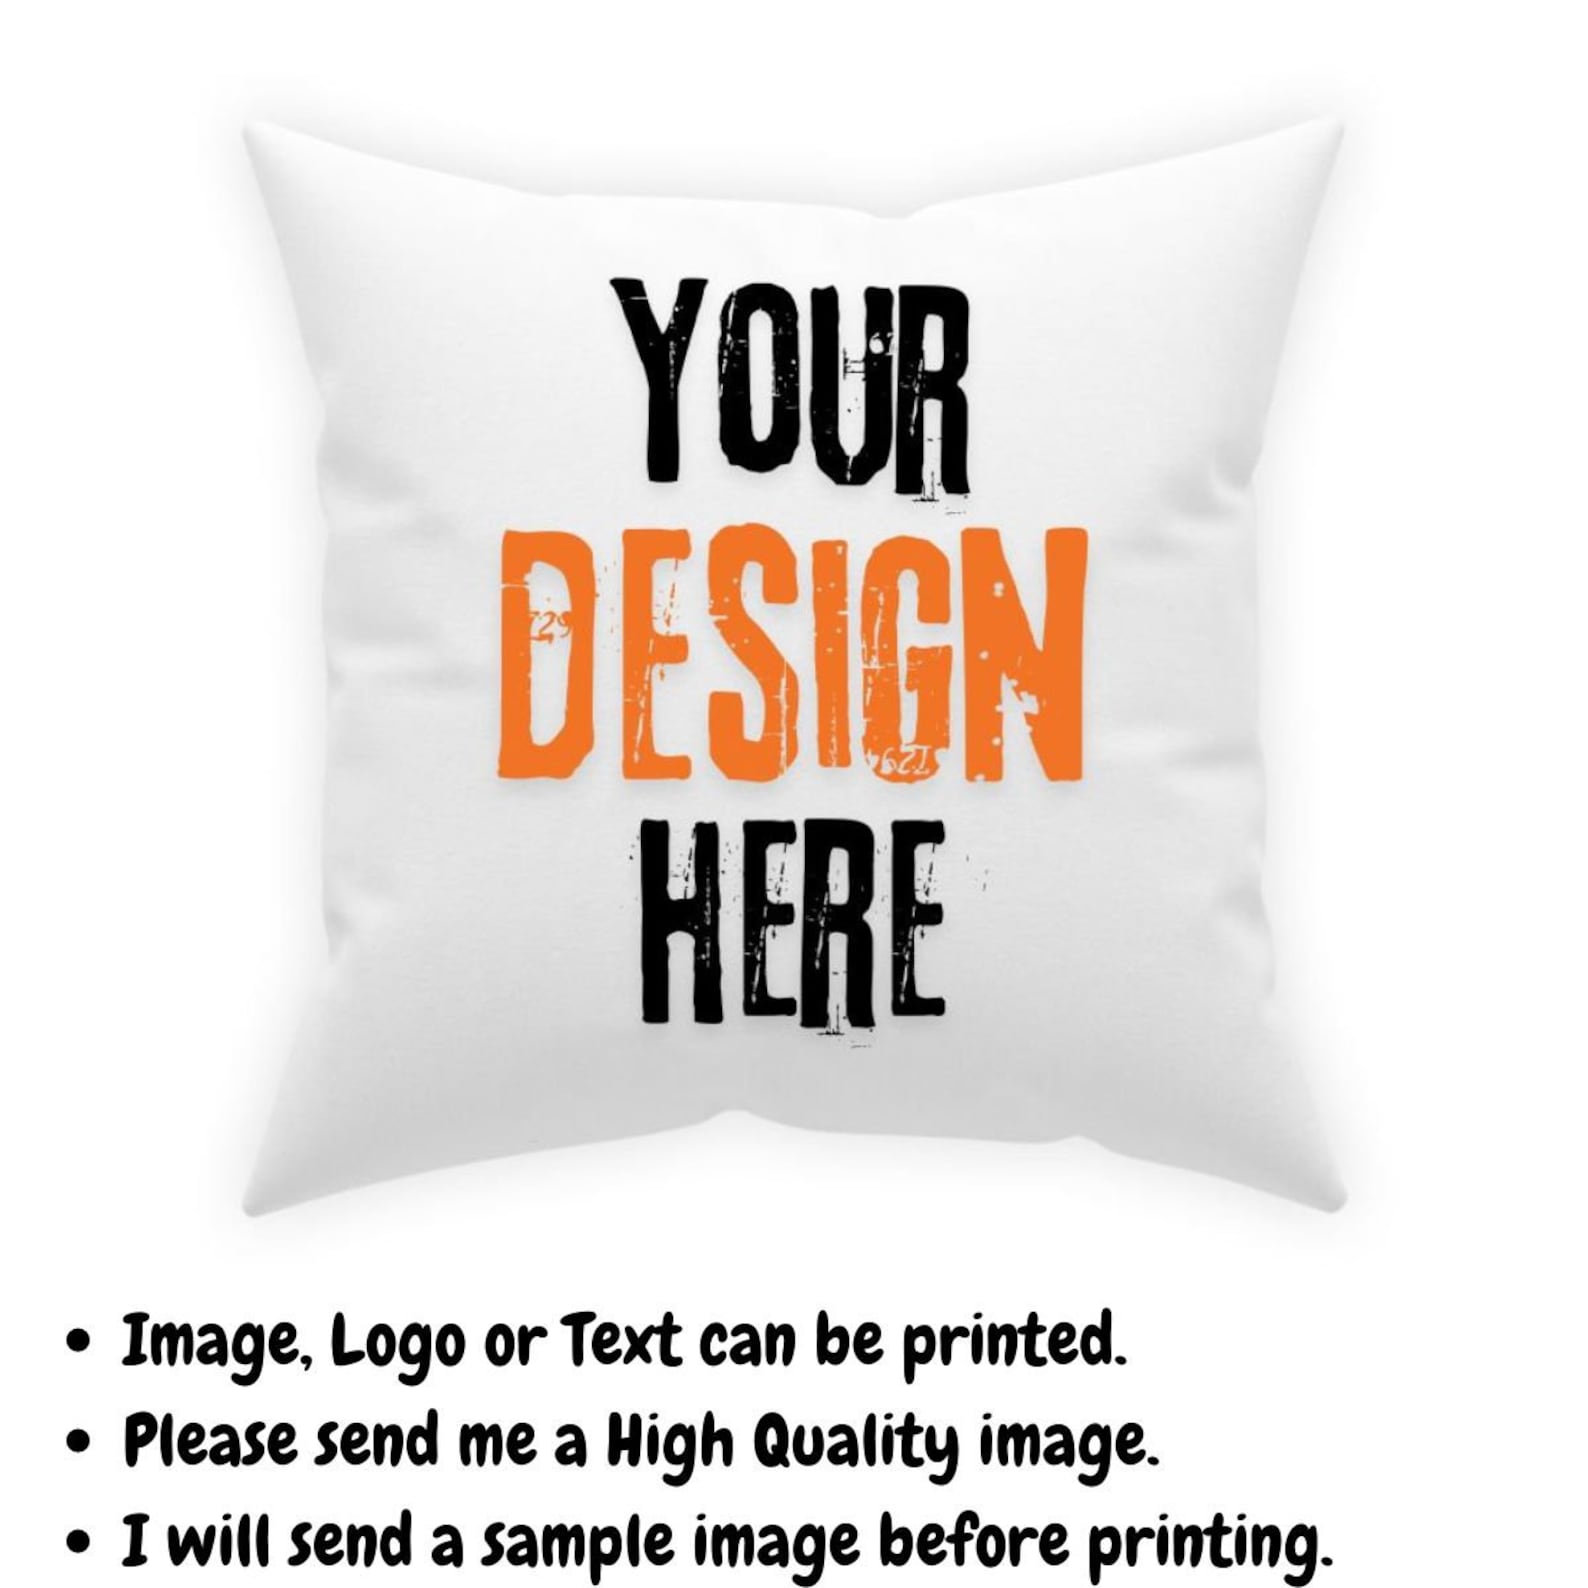 YOUR
DESIGN
HERE
• Image, Logo or Text can be printed.
• Please send me a High Quality image.
• I will send a sample image before printing.